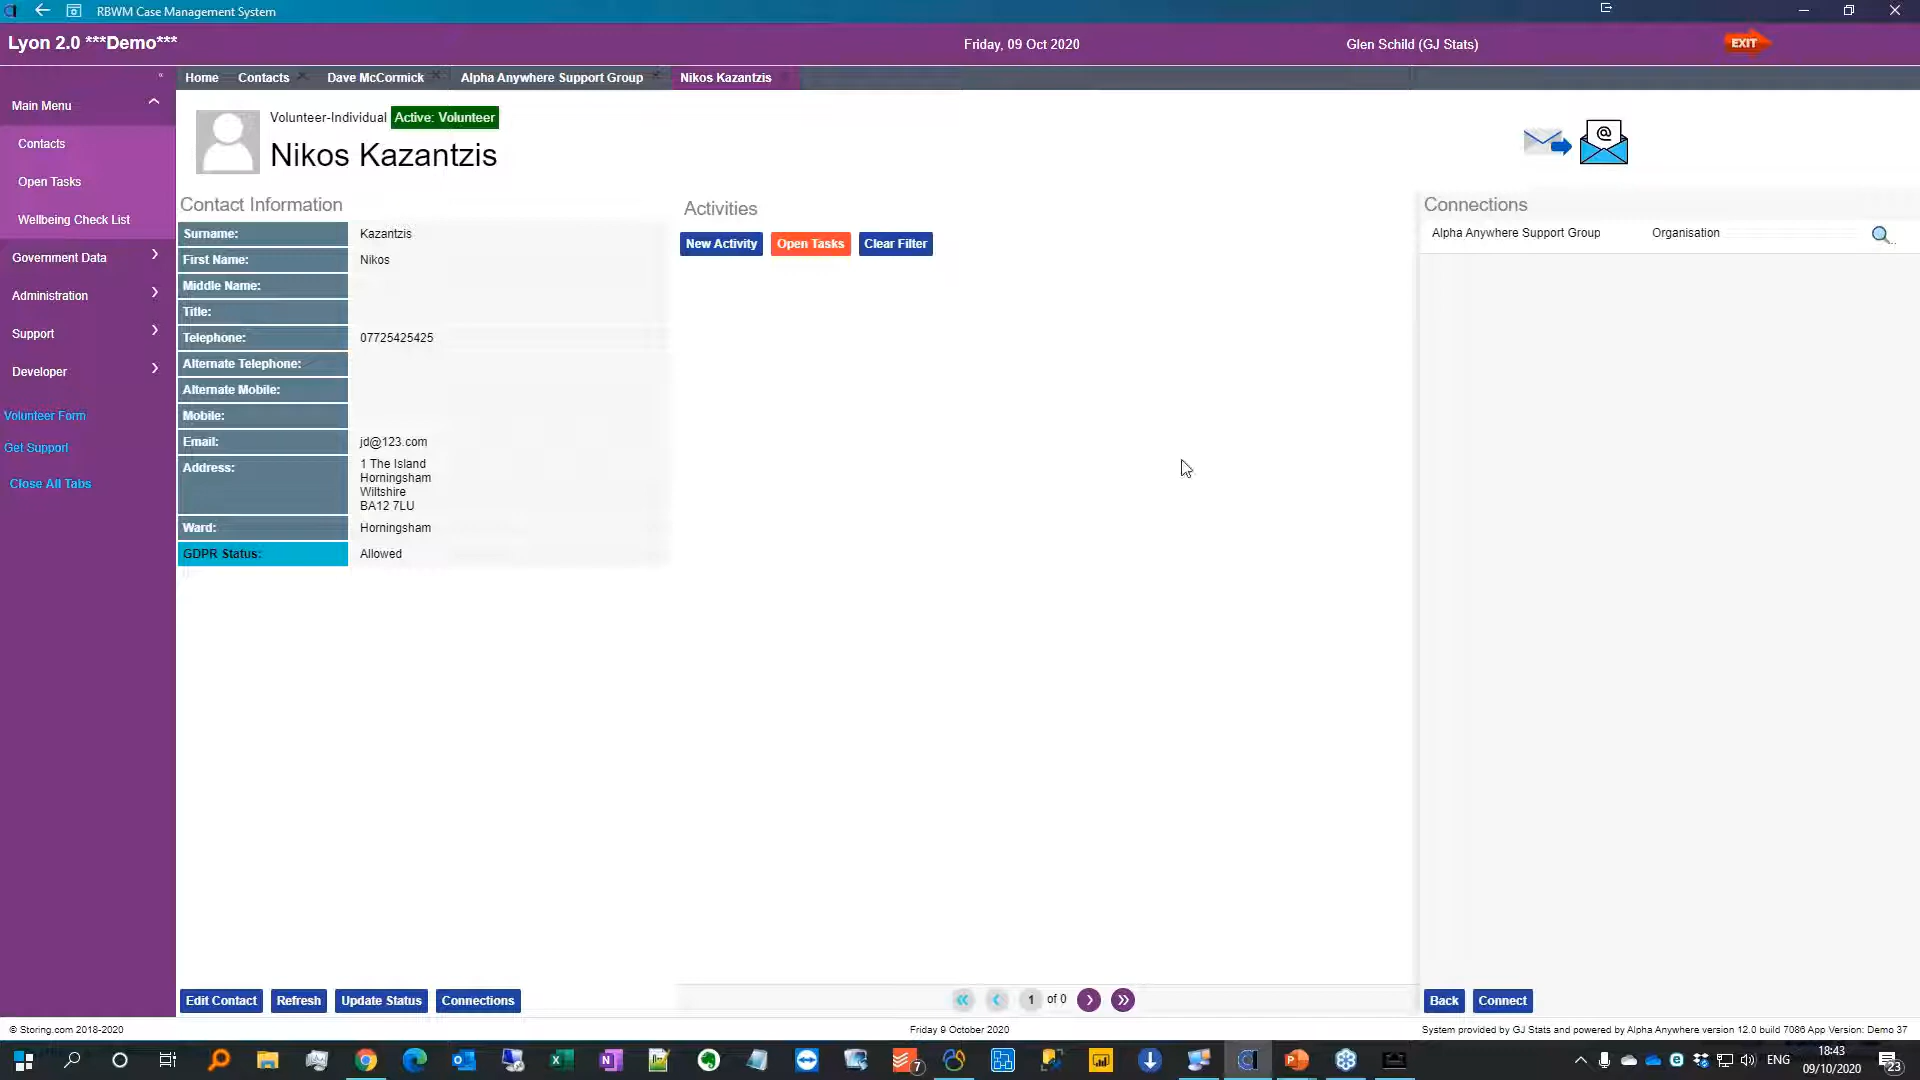 RBWM Case Management System
Lyon 2.0 ***Demo***
Friday, 09 Oct 2020
Glen Schild (GJ Stats)
EXIT
Home
Contacts
Dave McCormick
Alpha Anywhere Support Group
Nikos Kazantzis
Main Menu
Contacts
Open Tasks
Wellbeing Check List
Government Data
Administration
Support
Developer
Volunteer Form
Get Support
Close All Tabs
Volunteer-Individual Active: Volunteer
Nikos Kazantzis
@
Contact Information
Surname: Kazantzis
First Name: Nikos
Middle Name:
Title:
Telephone: 07725425425
Alternate Telephone:
Alternate Mobile:
Mobile:
Email: jd@123.com
Address: 1 The Island
Horningsham
Wiltshire
BA12 7LU
Ward: Horningsham
GDPR Status: Allowed
Activities
New Activity Open Tasks Clear Filter
Connections
Alpha Anywhere Support Group Organisation
Edit Contact Refresh Update Status Connections
1 of 0
Back Connect
© Storing.com 2018-2020
Friday 9 October 2020
System provided by GJ Stats and powered by Alpha Anywhere version 12.0 build 7086 App Version: Demo 37
7
ENG
18:43
09/10/2020
23